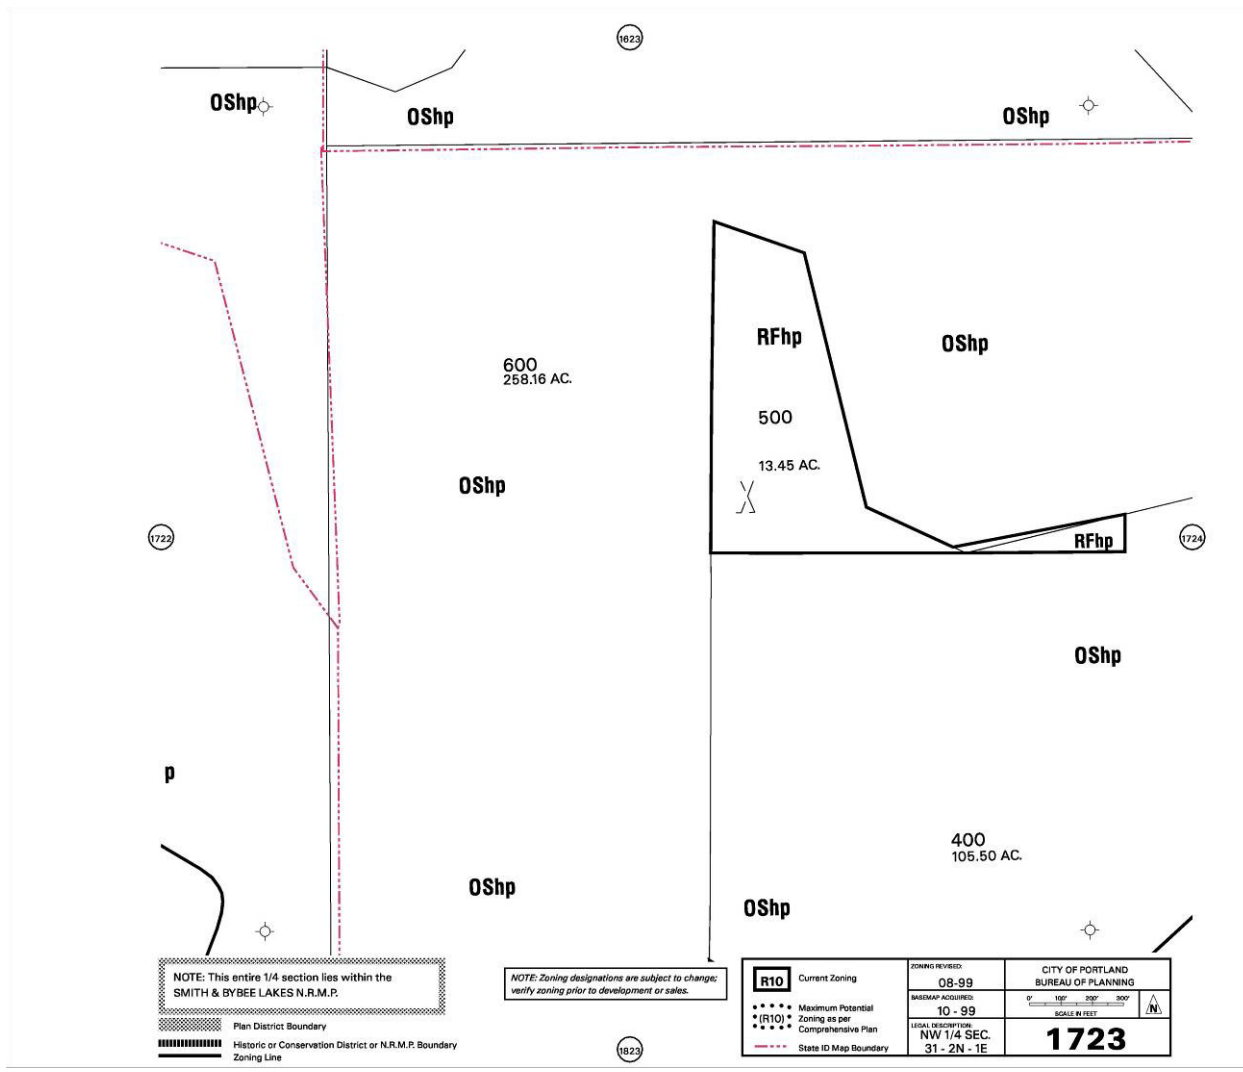 1623
OShp
OShp
OShp
RFhp
OShp
600
258.16 AC.
500
13.45 AC.
OShp
1722
RFhp
1724
OShp
p
400
105.50 AC.
OShp
OShp
NOTE: This entire 1/4 section lies within the
SMITH & BYBEE LAKES N.R.M.P.
Plan District Boundary
Historic or Conservation District or N.R.M.P. Boundary
Zoning Line
NOTE: Zoning designations are subject to change;
verify zoning prior to development or sales.
1823
R10
Current Zoning
(R10)
Maximum Potential
Zoning as per
Comprehensive Plan
State ID Map Boundary
ZONING REVISED:
08-99
BASEMAP ACQUIRED:
10 - 99
LEGAL DESCRIPTION:
NW 1/4 SEC.
31 - 2N - 1E
CITY OF PORTLAND
BUREAU OF PLANNING
0' 100' 200' 300'
SCALE IN FEET
N
1723